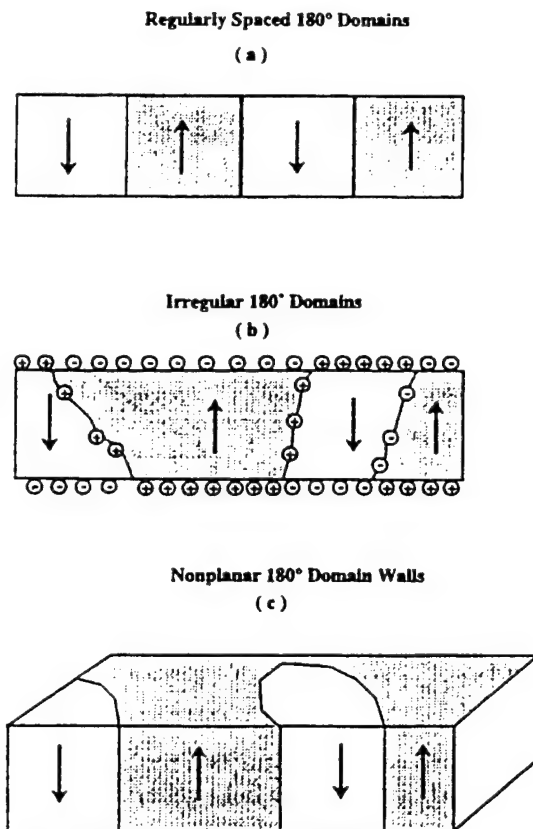 Regularly Spaced 180° Domains
( a )
Irregular 180° Domains
( b )
Nonplanar 180° Domain Walls
( c )